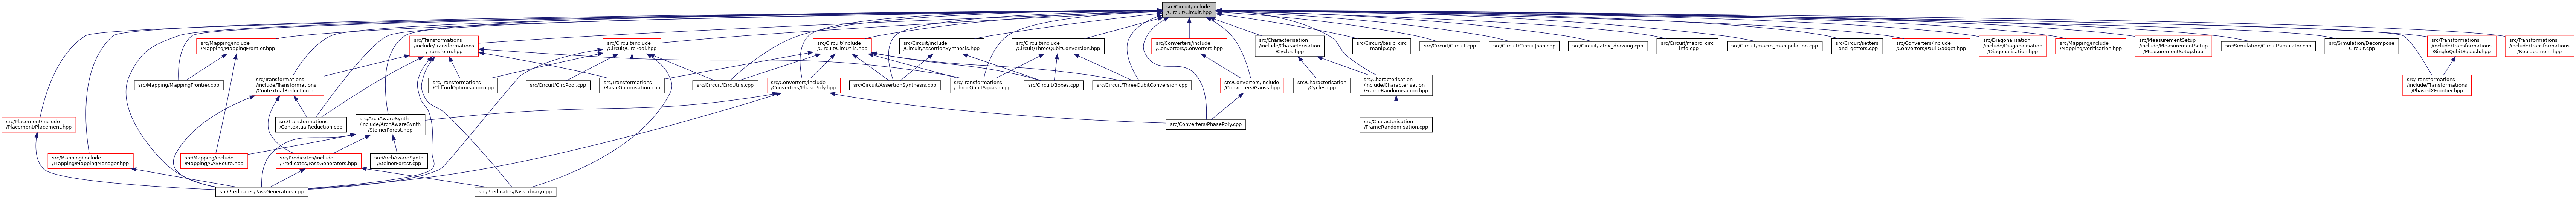 src/Circuit/include
/Circuit/Circuit.hpp
src/Mapping/include
/Mapping/MappingFrontier.hpp
src/Transformations
/include/Transformations
/Transform.hpp
src/Circuit/include
/Circuit/CircPool.hpp
src/Circuit/include
/Circuit/CircUtils.hpp
src/Circuit/include
/Circuit/AssertionSynthesis.hpp
src/Circuit/include
/Circuit/ThreeQubitConversion.hpp
src/Converters/include
/Converters/Converters.hpp
src/Characterisation
/include/Characterisation
/Cycles.hpp
src/Circuit/basic_circ
_manip.cpp
src/Circuit/Circuit.cpp
src/Circuit/CircuitJson.cpp
src/Circuit/latex_drawing.cpp
src/Circuit/macro_circ
_info.cpp
src/Circuit/macro_manipulation.cpp
src/Circuit/setters
_and_getters.cpp
src/Converters/include
/Converters/PauliGadget.hpp
src/Diagonalisation
/include/Diagonalisation
/Diagonalisation.hpp
src/Mapping/include
/Mapping/Verification.hpp
src/MeasurementSetup
/include/MeasurementSetup
/MeasurementSetup.hpp
src/Simulation/CircuitSimulator.cpp
src/Simulation/Decompose
Circuit.cpp
src/Transformations
/include/Transformations
/SingleQubitSquash.hpp
src/Transformations
/include/Transformations
/Replacement.hpp
src/Mapping/MappingFrontier.cpp
src/Transformations
/include/Transformations
/ContextualReduction.hpp
src/Transformations
/CliffordOptimisation.cpp
src/Circuit/CircPool.cpp
src/Transformations
/BasicOptimisation.cpp
src/Circuit/CircUtils.cpp
src/Converters/include
/Converters/PhasePoly.hpp
src/Circuit/AssertionSynthesis.cpp
src/Transformations
/ThreeQubitSquash.cpp
src/Circuit/Boxes.cpp
src/Circuit/ThreeQubitConversion.cpp
src/Converters/include
/Converters/Gauss.hpp
src/Characterisation
/Cycles.cpp
src/Characterisation
/include/Characterisation
/FrameRandomisation.hpp
src/Transformations
/include/Transformations
/PhasedXFrontier.hpp
src/Placement/include
/Placement/Placement.hpp
src/Transformations
/ContextualReduction.cpp
src/ArchAwareSynth
/include/ArchAwareSynth
/SteinerForest.hpp
src/Converters/PhasePoly.cpp
src/Characterisation
/FrameRandomisation.cpp
src/Mapping/include
/Mapping/MappingManager.hpp
src/Mapping/include
/Mapping/AASRoute.hpp
src/Predicates/include
/Predicates/PassGenerators.hpp
src/ArchAwareSynth
/SteinerForest.cpp
src/Predicates/PassGenerators.cpp
src/Predicates/PassLibrary.cpp